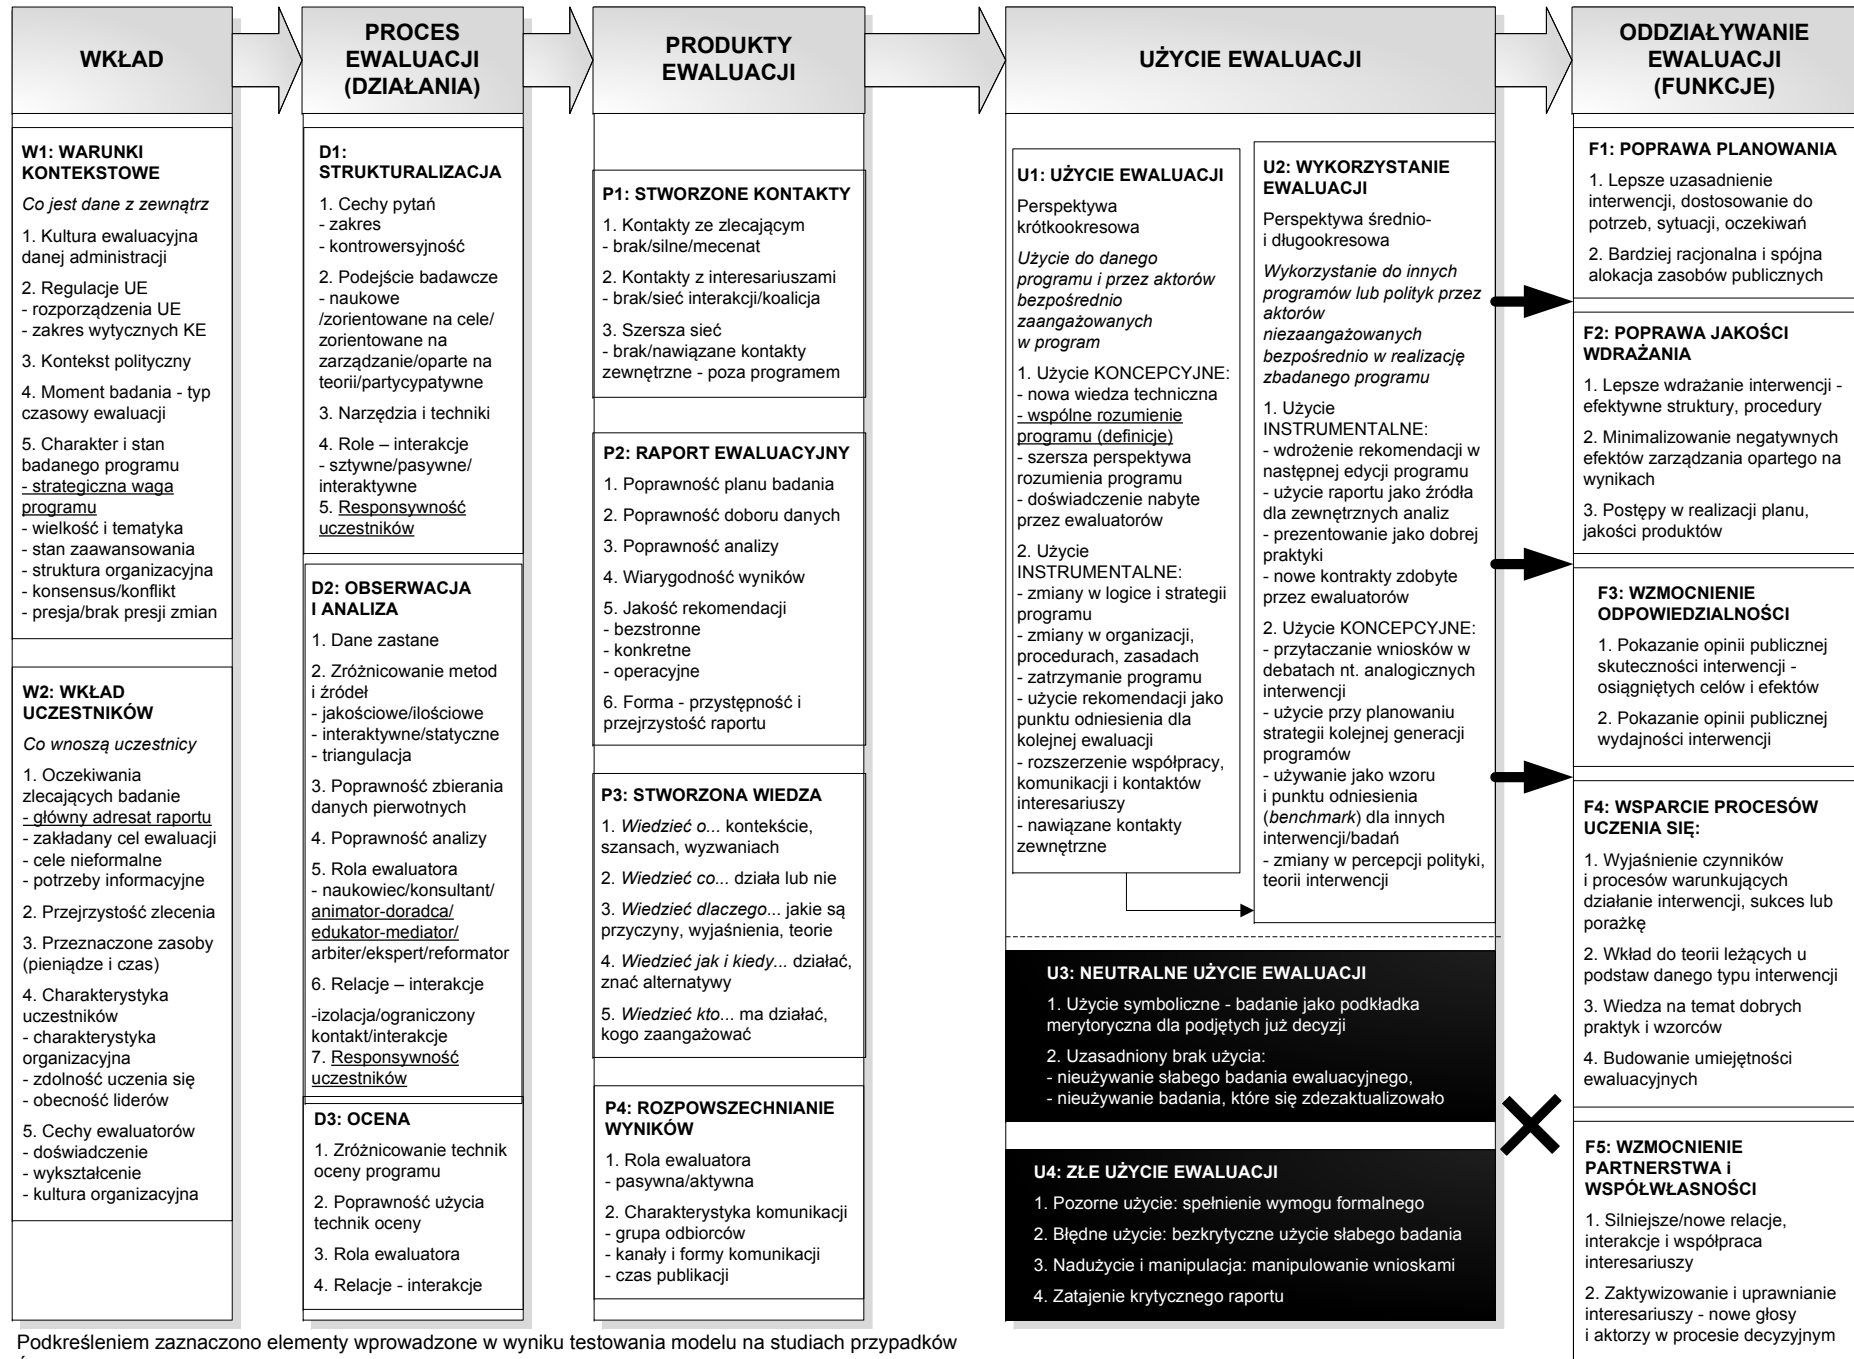 WKŁAD
PROCES
EWALUACJI
(DZIAŁANIA)
PRODUKTY
EWALUACJI
UŻYCIE EWALUACJI
ODDZIAŁYWANIE
EWALUACJI
(FUNKCJE)
W1: WARUNKI
KONTEKSTOWE
Co jest dane z zewnątrz
1. Kultura ewaluacyjna
danej administracji
2. Regulacje UE
- rozporządzenia UE
- zakres wytycznych KE
3. Kontekst polityczny
4. Moment badania - typ
czasowy ewaluacji
5. Charakter i stan
badanego programu
- strategiczna waga
programu
- wielkość i tematyka
- stan zaawansowania
- struktura organizacyjna
- konsensus/konflikt
- presja/brak presji zmian
W2: WKŁAD
UCZESTNIKÓW
Co wnoszą uczestnicy
1. Oczekiwania
zlecających badanie
- główny adresat raportu
- zakładany cel ewaluacji
- cele nieformalne
- potrzeby informacyjne
2. Przejrzystość zlecenia
3. Przeznaczone zasoby
(pieniądze i czas)
4. Charakterystyka
uczestników
- charakterystyka
organizacyjna
- zdolność uczenia się
- obecność liderów
5. Cechy ewaluatorów
- doświadczenie
- wykształcenie
- kultura organizacyjna
D1:
STRUKTURALIZACJA
1. Cechy pytań
- zakres
- kontrowersyjność
2. Podejście badawcze
- naukowe
/zorientowane na cele/
zorientowane na
zarządzanie/oparte na
teorii/partycypatywne
3. Narzędzia i techniki
4. Role – interakcje
- sztywne/pasywne/
interaktywne
5. Responsywność
uczestników
D2: OBSERWACJA
I ANALIZA
1. Dane zastane
2. Zróżnicowanie metod
i źródeł
- jakościowe/ilościowe
- interaktywne/statyczne
- triangulacja
3. Poprawność zbierania
danych pierwotnych
4. Poprawność analizy
5. Rola ewaluatora
- naukowiec/konsultant/
animator-doradca/
edukator-mediator/
arbiter/ekspert/reformator
6. Relacje – interakcje
-izolacja/ograniczony
kontakt/interakcje
7. Responsywność
uczestników
D3: OCENA
1. Zróżnicowanie technik
oceny programu
2. Poprawność użycia
technik oceny
3. Rola ewaluatora
4. Relacje - interakcje
P1: STWORZONE KONTAKTY
1. Kontakty ze zlecającym
- brak/silne/mecenat
2. Kontakty z interesariuszami
- brak/sieć interakcji/koalicja
3. Szersza sieć
- brak/nawiązane kontakty
zewnętrzne - poza programem
P2: RAPORT EWALUACYJNY
1. Poprawność planu badania
2. Poprawność doboru danych
3. Poprawność analizy
4. Wiarygodność wyników
5. Jakość rekomendacji
- bezstronne
- konkretne
- operacyjne
6. Forma - przystępność i
przejrzystość raportu
P3: STWORZONA WIEDZA
1. Wiedzieć o... kontekście,
szansach, wyzwaniach
2. Wiedzieć co... działa lub nie
3. Wiedzieć dlaczego... jakie są
przyczyny, wyjaśnienia, teorie
4. Wiedzieć jak i kiedy... działać,
znać alternatywy
5. Wiedzieć kto... ma działać,
kogo zaangażować
P4: ROZPOWSZECHNIANIE
WYNIKÓW
1. Rola ewaluatora
- pasywna/aktywna
2. Charakterystyka komunikacji
- grupa odbiorców
- kanały i formy komunikacji
- czas publikacji
U1: UŻYCIE EWALUACJI
Perspektywa
krótkookresowa
Użycie do danego
programu i przez aktorów
bezpośrednio
zaangażowanych
w program
1. Użycie KONCEPCYJNE:
- nowa wiedza techniczna
- wspólne rozumienie
programu (definicje)
- szersza perspektywa
rozumienia programu
- doświadczenie nabyte
przez ewaluatorów
2. Użycie
INSTRUMENTALNE:
- zmiany w logice i strategii
programu
- zmiany w organizacji,
procedurach, zasadach
- zatrzymanie programu
- użycie rekomendacji jako
punktu odniesienia dla
kolejnej ewaluacji
- rozszerzenie współpracy,
komunikacji i kontaktów
interesariuszy
- nawiązane kontakty
zewnętrzne
U2: WYKORZYSTANIE
EWALUACJI
Perspektywa średnio-
i długookresowa
Wykorzystanie do innych
programów lub polityk przez
aktorów
niezaangażowanych
bezpośrednio w realizację
zbadanego programu
1. Użycie
INSTRUMENTALNE:
- wdrożenie rekomendacji w
następnej edycji programu
- użycie raportu jako źródła
dla zewnętrznych analiz
- prezentowanie jako dobrej
praktyki
- nowe kontrakty zdobyte
przez ewaluatorów
2. Użycie KONCEPCYJNE:
- przytaczanie wniosków w
debatach nt. analogicznych
interwencji
- użycie przy planowaniu
strategii kolejnej generacji
programów
- używanie jako wzoru
i punktu odniesienia
(benchmark) dla innych
interwencji/badań
- zmiany w percepcji polityki,
teorii interwencji
U3: NEUTRALNE UŻYCIE EWALUACJI
1. Użycie symboliczne - badanie jako podkładka
merytoryczna dla podjętych już decyzji
2. Uzasadniony brak użycia:
- nieużywanie słabego badania ewaluacyjnego,
- nieużywanie badania, które się zdezaktualizowało
U4: ZŁE UŻYCIE EWALUACJI
1. Pozorne użycie: spełnienie wymogu formalnego
2. Błędne użycie: bezkrytyczne użycie słabego badania
3. Nadużycie i manipulacja: manipulowanie wnioskami
4. Zatajenie krytycznego raportu
F1: POPRAWA PLANOWANIA
1. Lepsze uzasadnienie
interwencji, dostosowanie do
potrzeb, sytuacji, oczekiwań
2. Bardziej racjonalna i spójna
alokacja zasobów publicznych
F2: POPRAWA JAKOŚCI
WDRAŻANIA
1. Lepsze wdrażanie interwencji -
efektywne struktury, procedury
2. Minimalizowanie negatywnych
efektów zarządzania opartego na
wynikach
3. Postępy w realizacji planu,
jakości produktów
F3: WZMOCNIENIE
ODPOWIEDZIALNOŚCI
1. Pokazanie opinii publicznej
skuteczności interwencji -
osiągniętych celów i efektów
2. Pokazanie opinii publicznej
wydajności interwencji
F4: WSPARCIE PROCESÓW
UCZENIA SIĘ:
1. Wyjaśnienie czynników
i procesów warunkujących
działanie interwencji, sukces lub
porażkę
2. Wkład do teorii leżących u
podstaw danego typu interwencji
3. Wiedza na temat dobrych
praktyk i wzorców
4. Budowanie umiejętności
ewaluacyjnych
F5: WZMOCNIENIE
PARTNERSTWA i
WSPÓŁWŁASNOŚCI
1. Silniejsze/nowe relacje,
interakcje i współpraca
interesariuszy
2. Zaktywizowanie i uprawnianie
interesariuszy - nowe głosy
i aktorzy w procesie decyzyjnym
Podkreśleniem zaznaczono elementy wprowadzone w wyniku testowania modelu na studiach przypadków